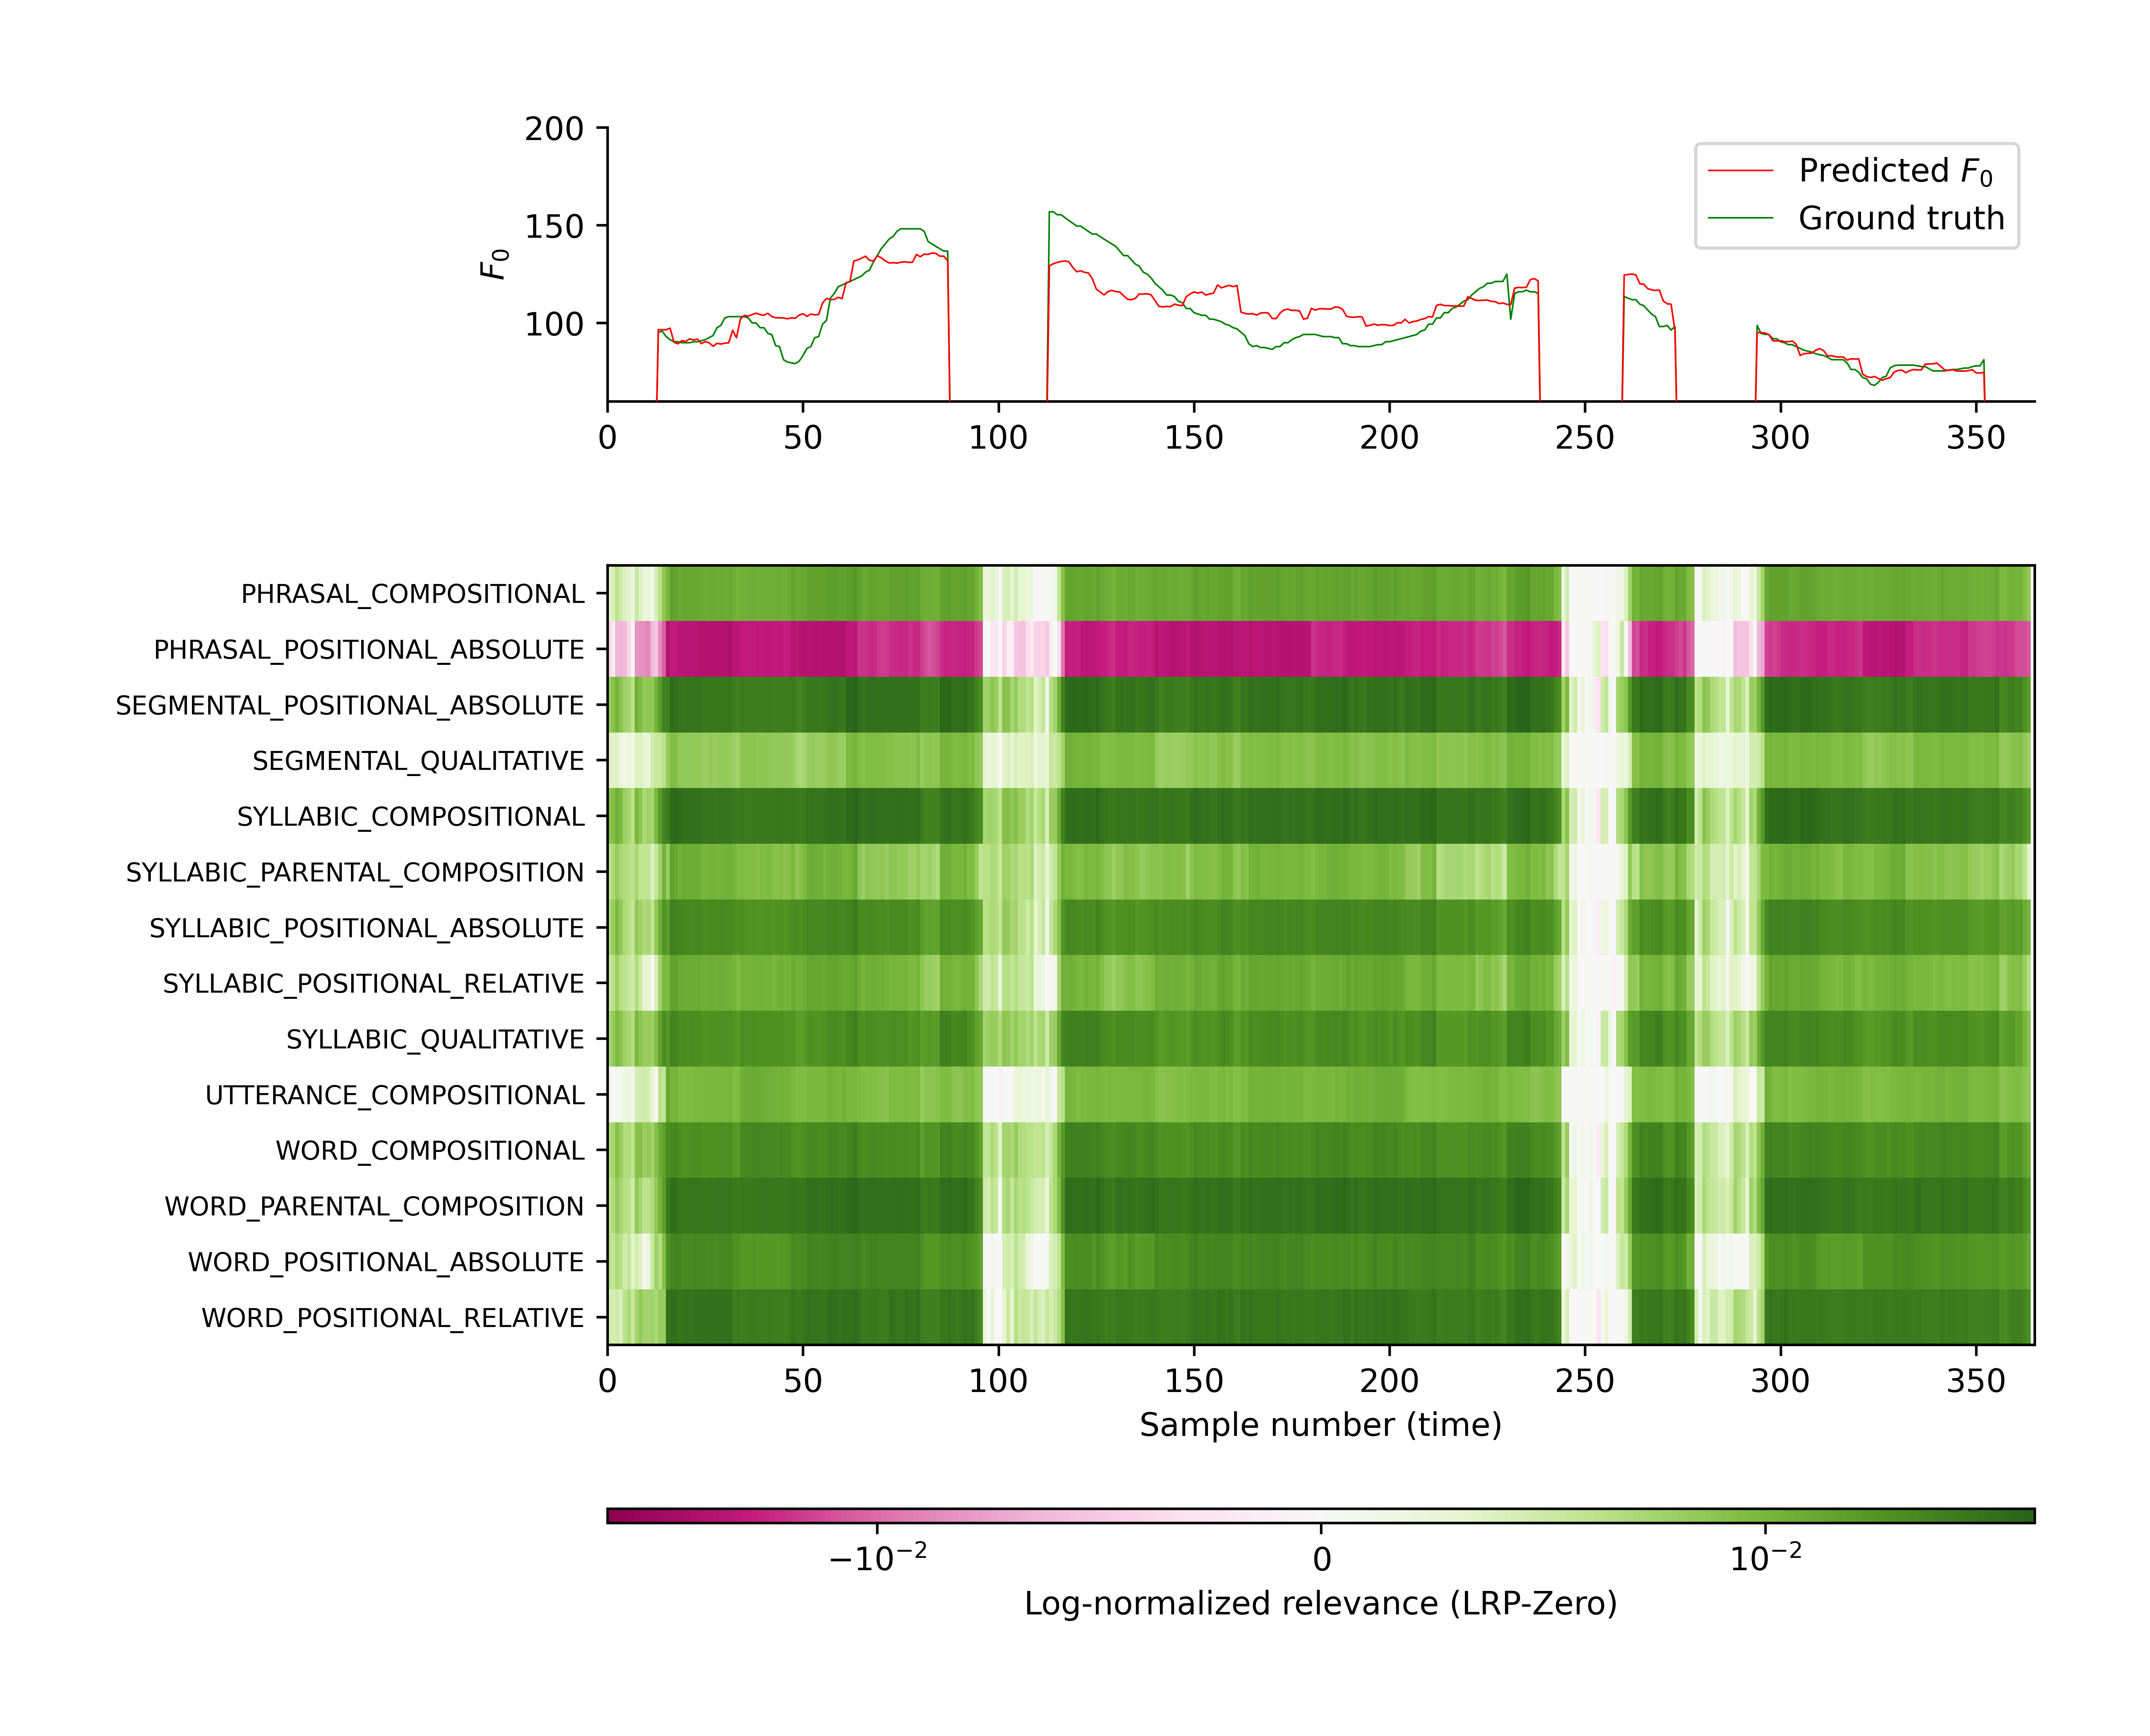 200
150
100
F₀
Predicted F₀
Ground truth
0 50 100 150 200 250 300 350
PHRASAL_COMPOSITIONAL
PHRASAL_POSITIONAL_ABSOLUTE
SEGMENTAL_POSITIONAL_ABSOLUTE
SEGMENTAL_QUALITATIVE
SYLLABIC_COMPOSITIONAL
SYLLABIC_PARENTAL_COMPOSITION
SYLLABIC_POSITIONAL_ABSOLUTE
SYLLABIC_POSITIONAL_RELATIVE
SYLLABIC_QUALITATIVE
UTTERANCE_COMPOSITIONAL
WORD_COMPOSITIONAL
WORD_PARENTAL_COMPOSITION
WORD_POSITIONAL_ABSOLUTE
WORD_POSITIONAL_RELATIVE
0 50 100 150 200 250 300 350
Sample number (time)
−10⁻² 0 10⁻²
Log-normalized relevance (LRP-Zero)